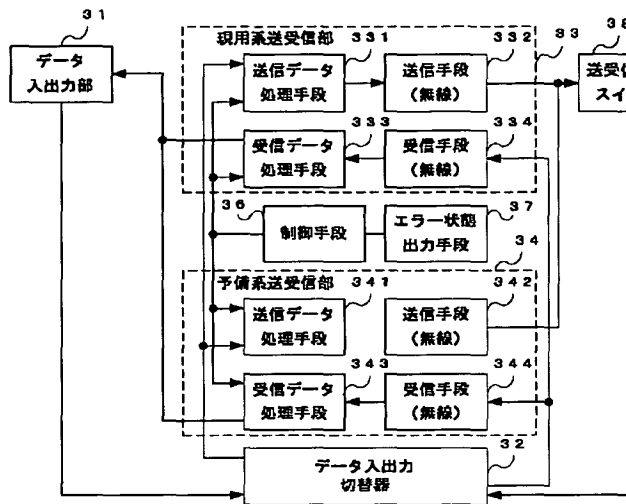 31
データ
入出力部
現用系送受信部
331
送信データ
処理手段
332
送信手段
(無線)
33
38
333
受信データ
処理手段
334
受信手段
(無線)
36
制御手段
37
エラー状態
出力手段
34
予備系送受信部
341
送信データ
処理手段
342
送信手段
(無線)
343
受信データ
処理手段
344
受信手段
(無線)
32
データ入出力
切替器
送受信
スイ